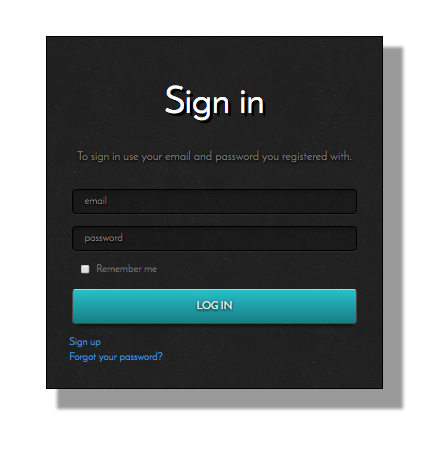 Sign in
To sign in use your email and password you registered with.
email
password
Remember me
LOG IN
Sign up
Forgot your password?